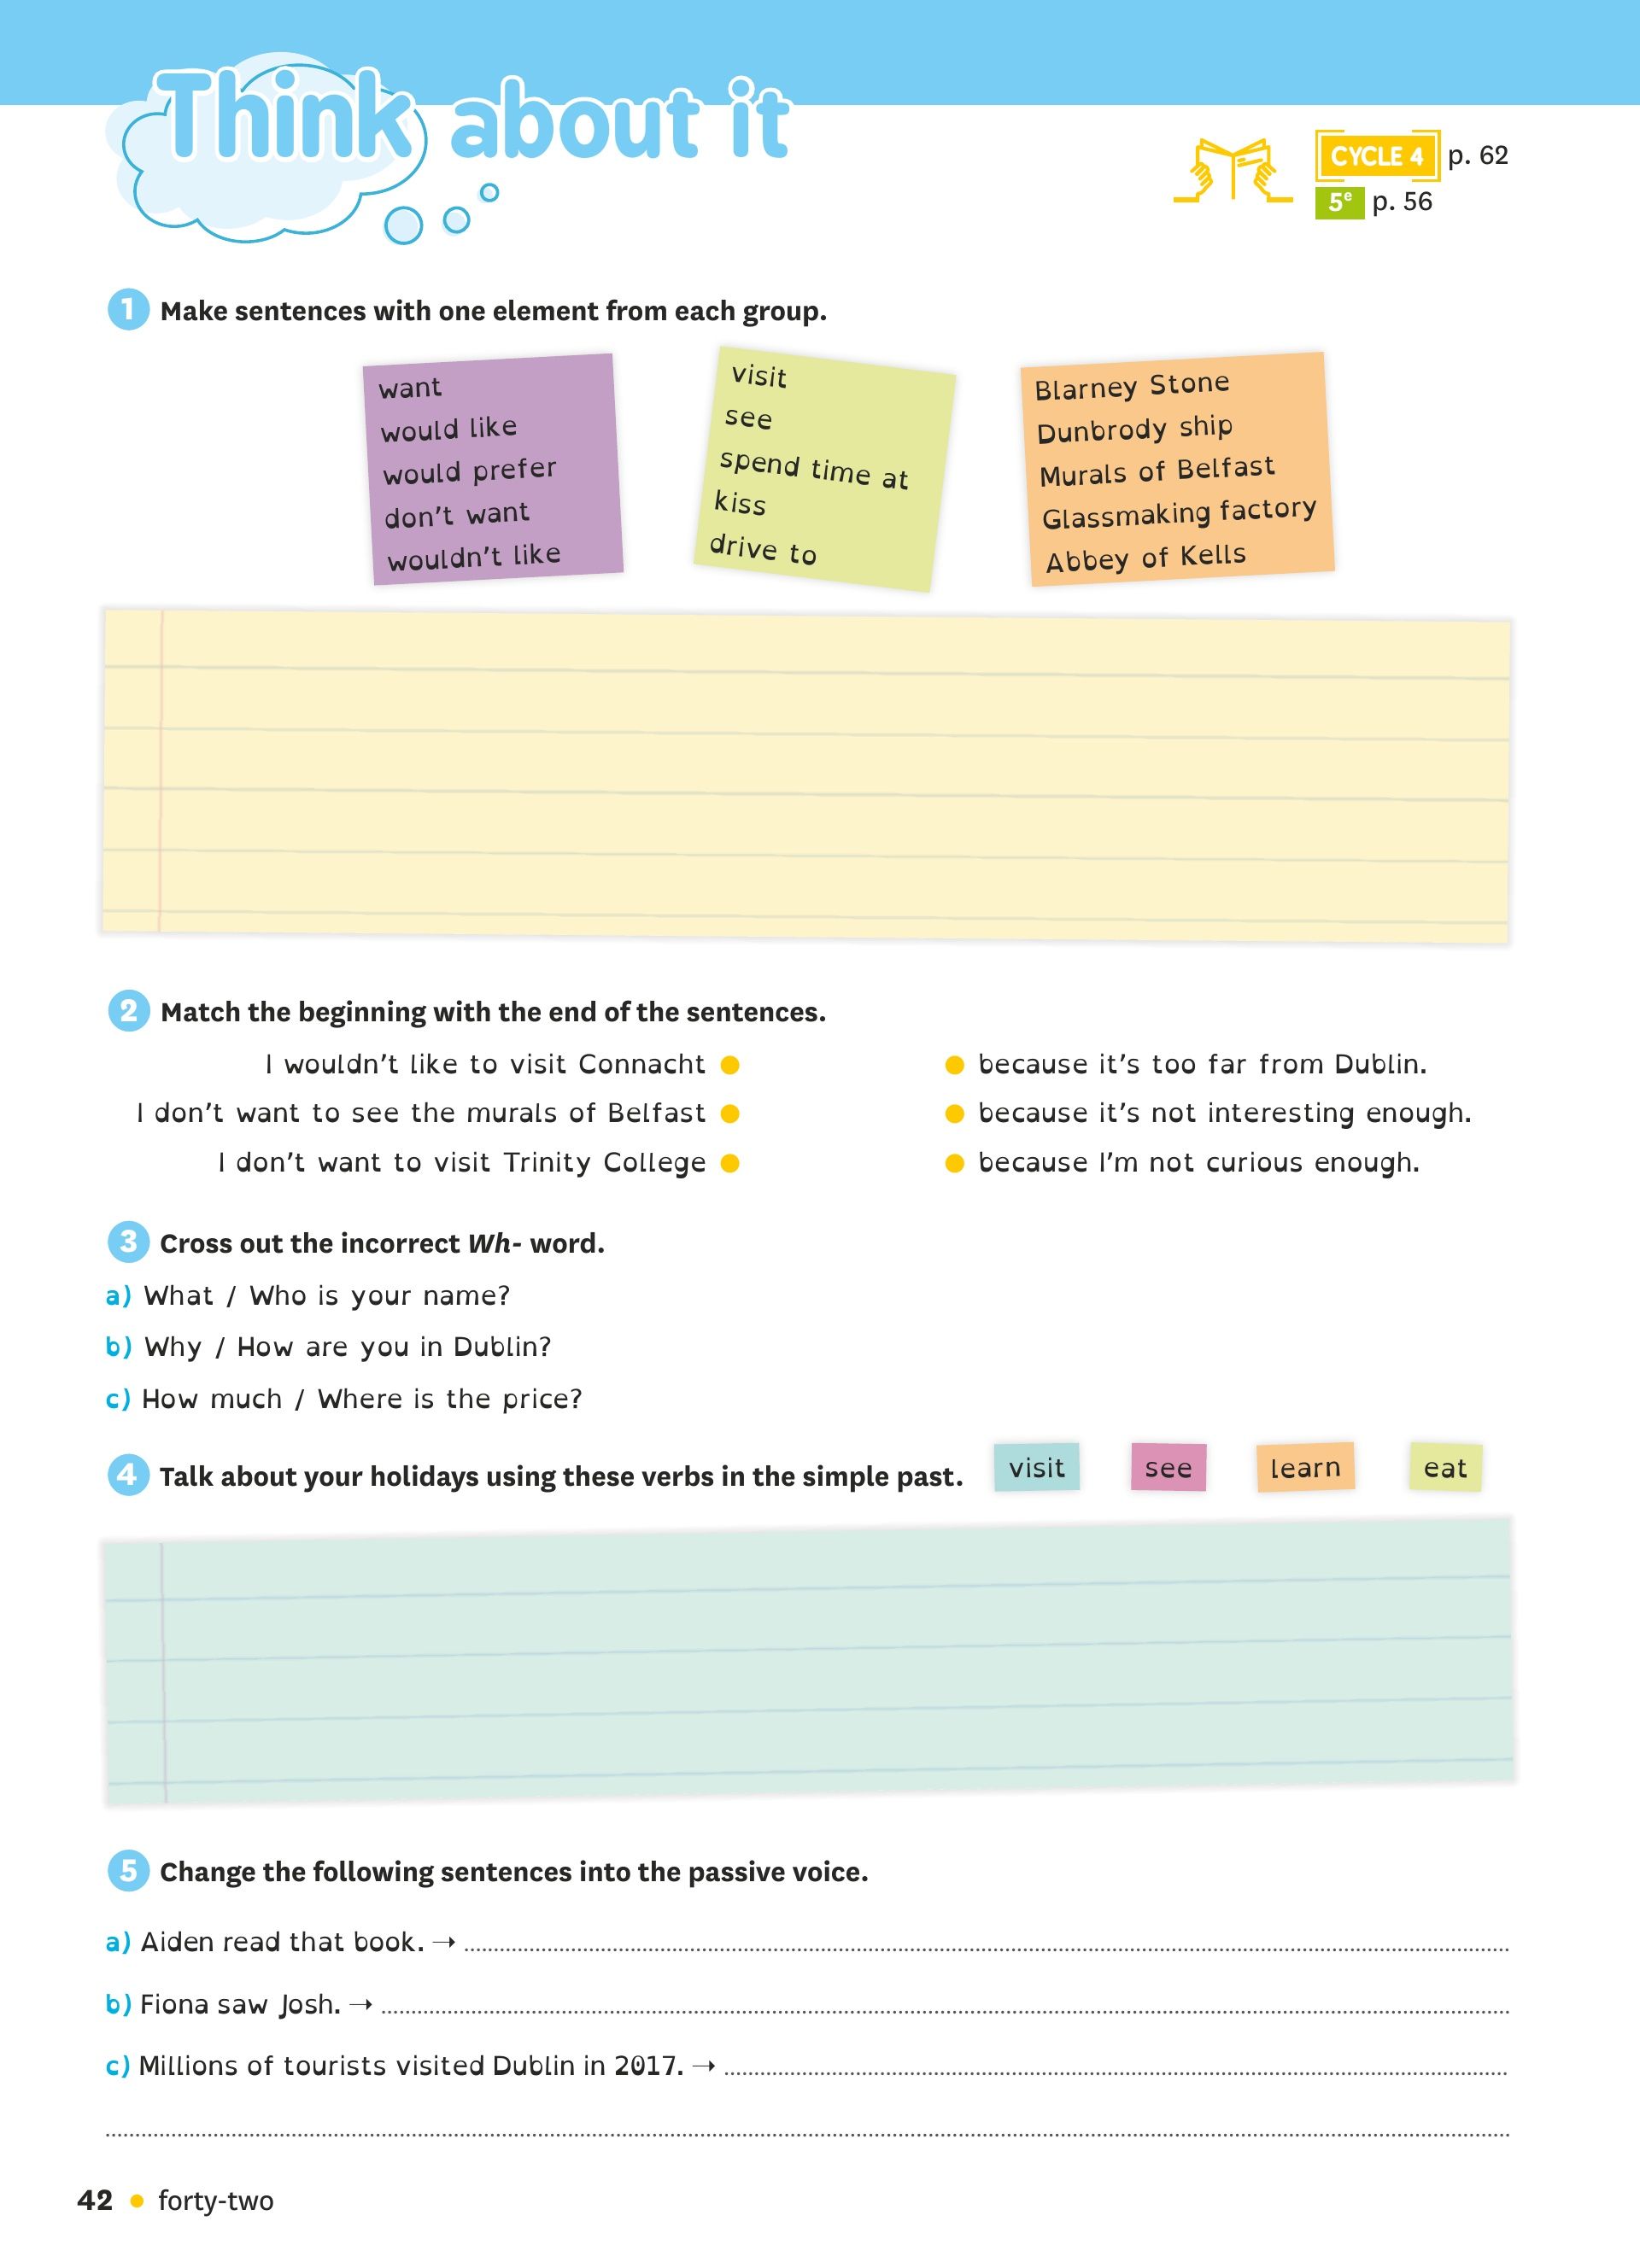 Think about it
CYCLE 4 p. 62
5e p. 56
1 Make sentences with one element from each group.
want
would like
would prefer
don't want
wouldn't like
visit
see
spend time at
kiss
drive to
Blarney Stone
Dunbrody ship
Murals of Belfast
Glassmaking factory
Abbey of Kells
2 Match the beginning with the end of the sentences.
I wouldn't like to visit Connacht
I don't want to see the murals of Belfast
I don't want to visit Trinity College
because it's too far from Dublin.
because it's not interesting enough.
because I'm not curious enough.
3 Cross out the incorrect Wh- word.
a) What / Who is your name?
b) Why / How are you in Dublin?
c) How much / Where is the price?
4 Talk about your holidays using these verbs in the simple past. visit see learn eat
5 Change the following sentences into the passive voice.
a) Aiden read that book. →
b) Fiona saw Josh. →
c) Millions of tourists visited Dublin in 2017. →
42 • forty-two